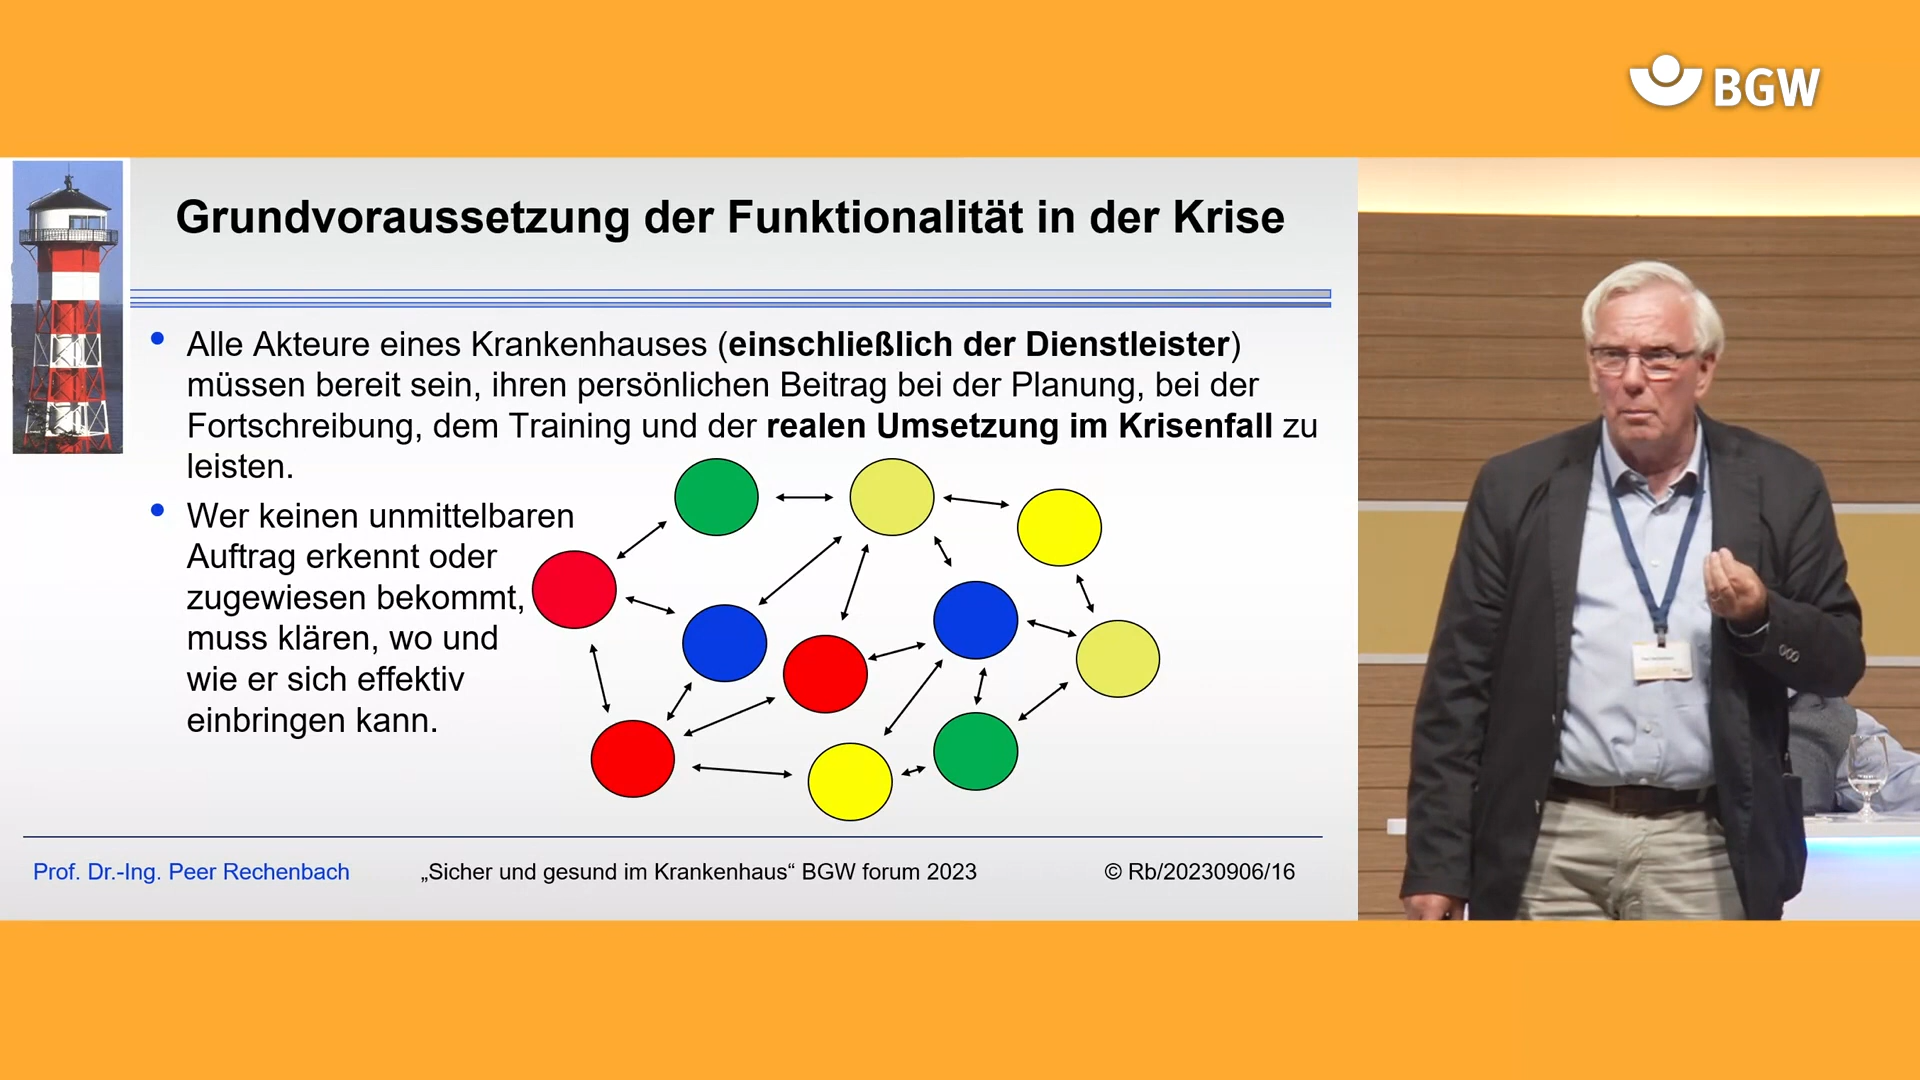 BGW
Grundvoraussetzung der Funktionalität in der Krise
• Alle Akteure eines Krankenhauses (einschließlich der Dienstleister)
müssen bereit sein, ihren persönlichen Beitrag bei der Planung, bei der
Fortschreibung, dem Training und der realen Umsetzung im Krisenfall zu
leisten.
• Wer keinen unmittelbaren
Auftrag erkennt oder
zugewiesen bekommt,
muss klären, wo und
wie er sich effektiv
einbringen kann.
Prof. Dr.-Ing. Peer Rechenbach
„Sicher und gesund im Krankenhaus“ BGW forum 2023
© Rb/20230906/16